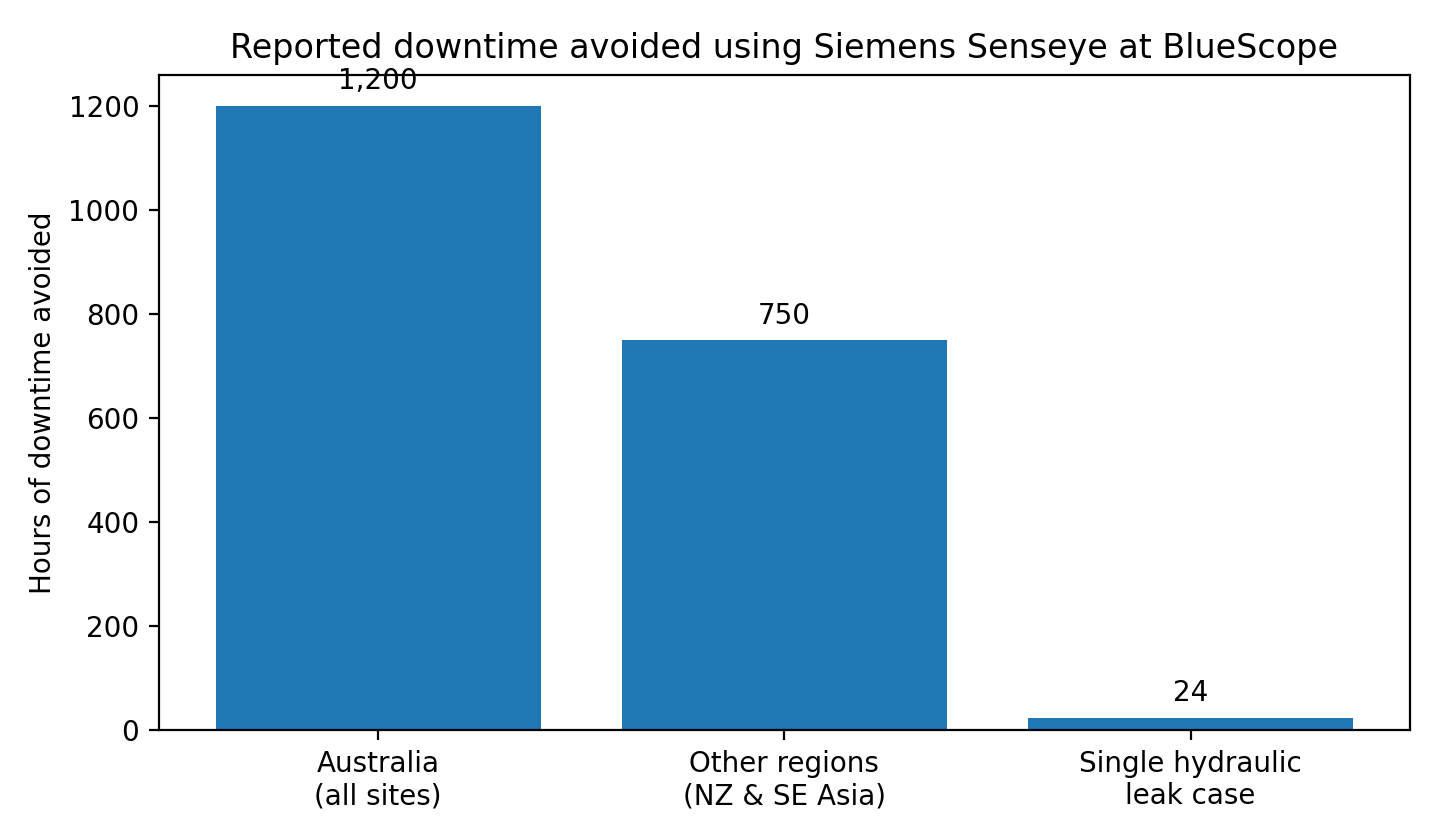 Reported downtime avoided using Siemens Senseye at BlueScope
1,200
1200
1000
750
800
600
400
200
24
0
Hours of downtime avoided
Australia
(all sites)
Other regions
(NZ & SE Asia)
Single hydraulic
leak case